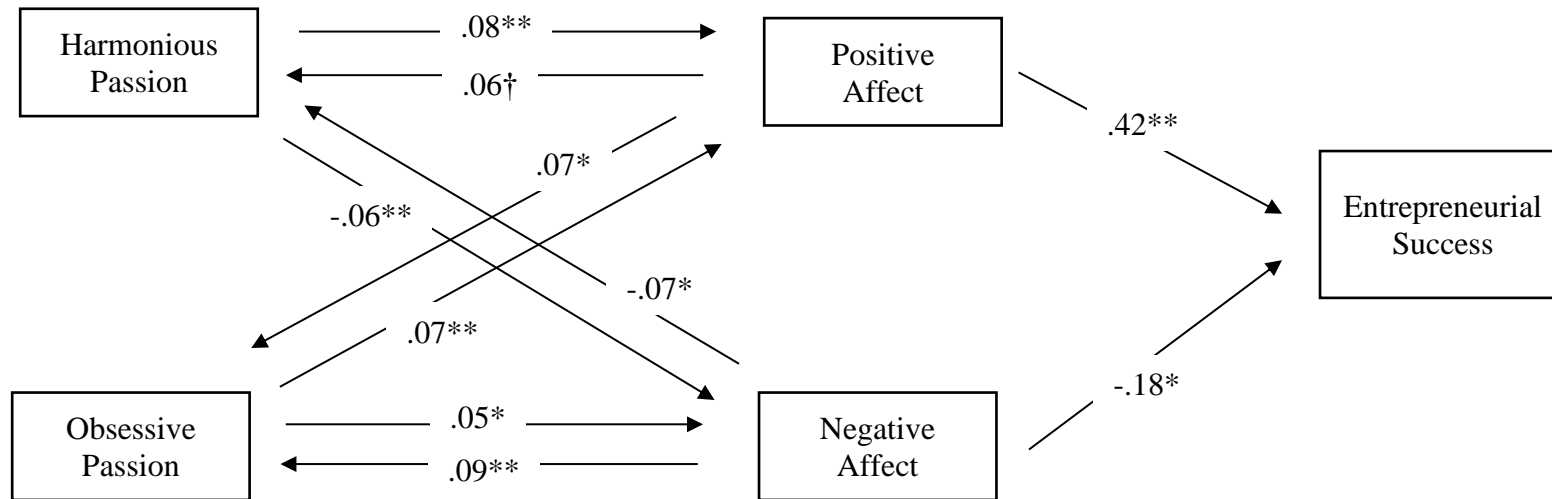 Harmonious
Passion
.08**
.06†
Positive
Affect
.42**
.07*
-.06**
Entrepreneurial
Success
-.07*
.07**
-.18*
Obsessive
Passion
.05*
.09**
Negative
Affect